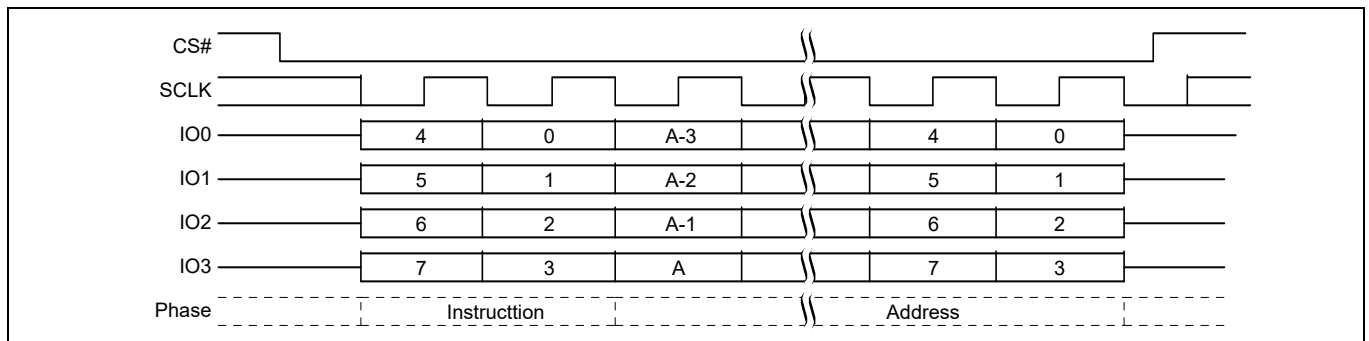 CS#
SCLK
IO0 4 0 A-3 4 0
IO1 5 1 A-2 5 1
IO2 6 2 A-1 6 2
IO3 7 3 A 7 3
Phase Instructtion Address